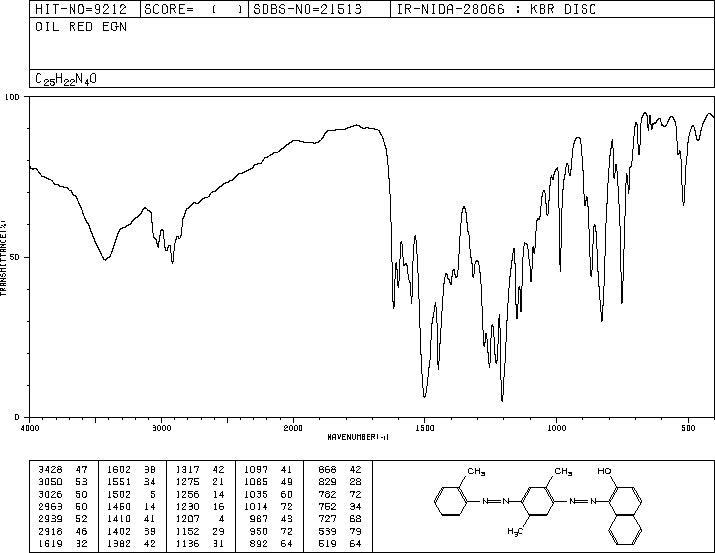 HIT-NO=9212 SCORE= ( ) SDBS-NO=21513 IR-NIDA-28066 : KBR DISC
OIL RED EGN
C25H22N4O
100
50
0
TRANSMITTANCE(%)
4000 3000 2000 1500 1000 500
WAVENUMBER(-1)
3428 47 1602 38 1317 42 1097 41 868 42
3050 53 1551 34 1275 21 1085 49 829 28
3026 50 1502 5 1256 14 1035 60 782 72
2963 50 1450 14 1230 16 1014 72 752 34
2939 52 1410 41 1207 4 987 43 727 68
2918 46 1402 39 1152 29 950 72 539 79
1619 32 1382 42 1136 31 892 64 519 64
CH3 CH3 HO
N=N N=N
H3C